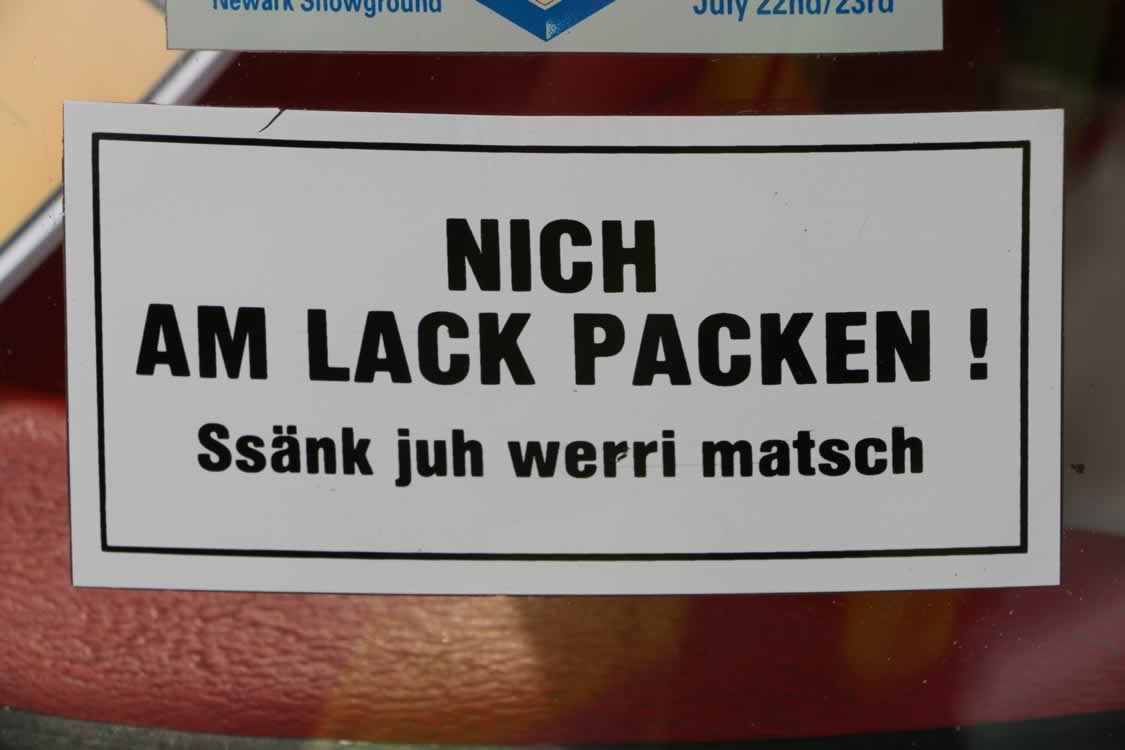 Newark Showground
July 22nd/23rd
NICH
AM LACK PACKEN !
Ssänk juh werri matsch